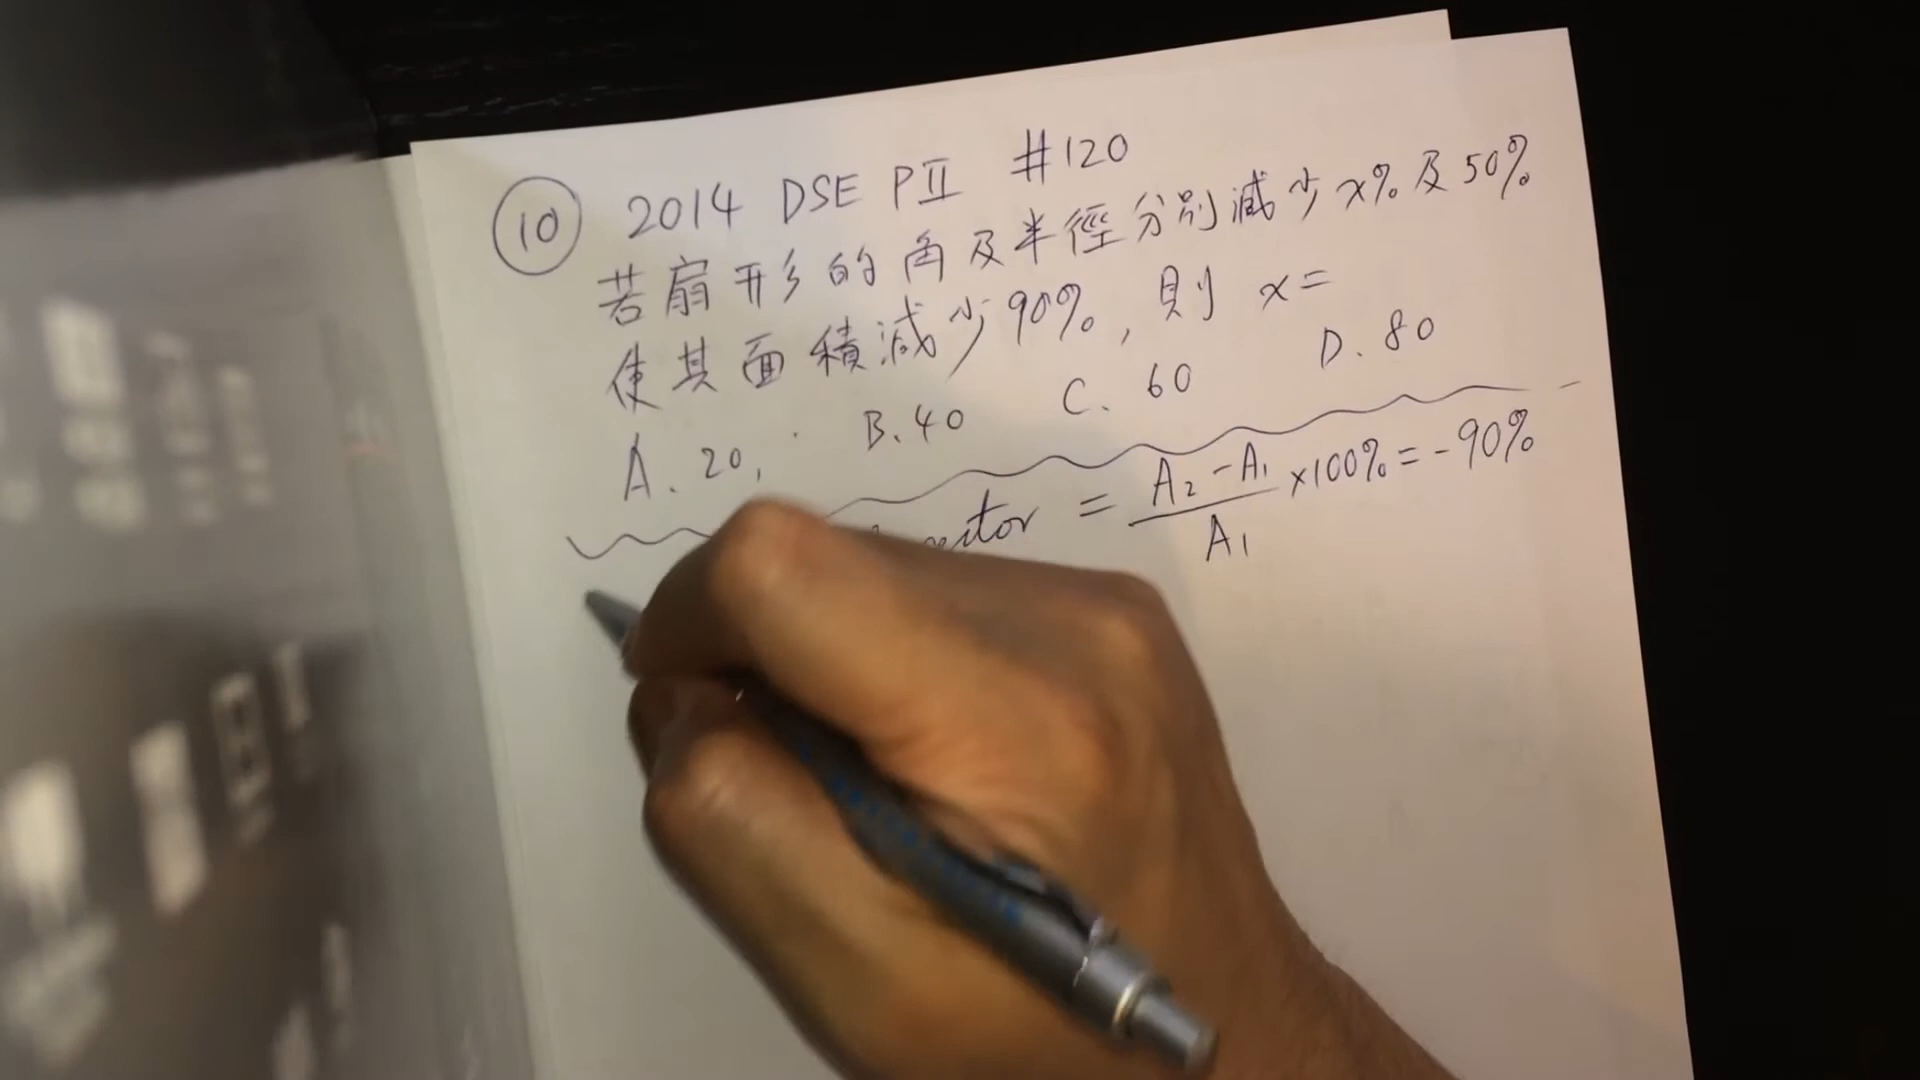 ⑩ 2014 DSE PⅡ #120
若扇形的角及半徑分別減少x%及50%
使其面積減少90%, 則 x=
A. 20, B. 40 C. 60 D. 80
= (A₂ - A₁)/A₁ ×100% = -90%